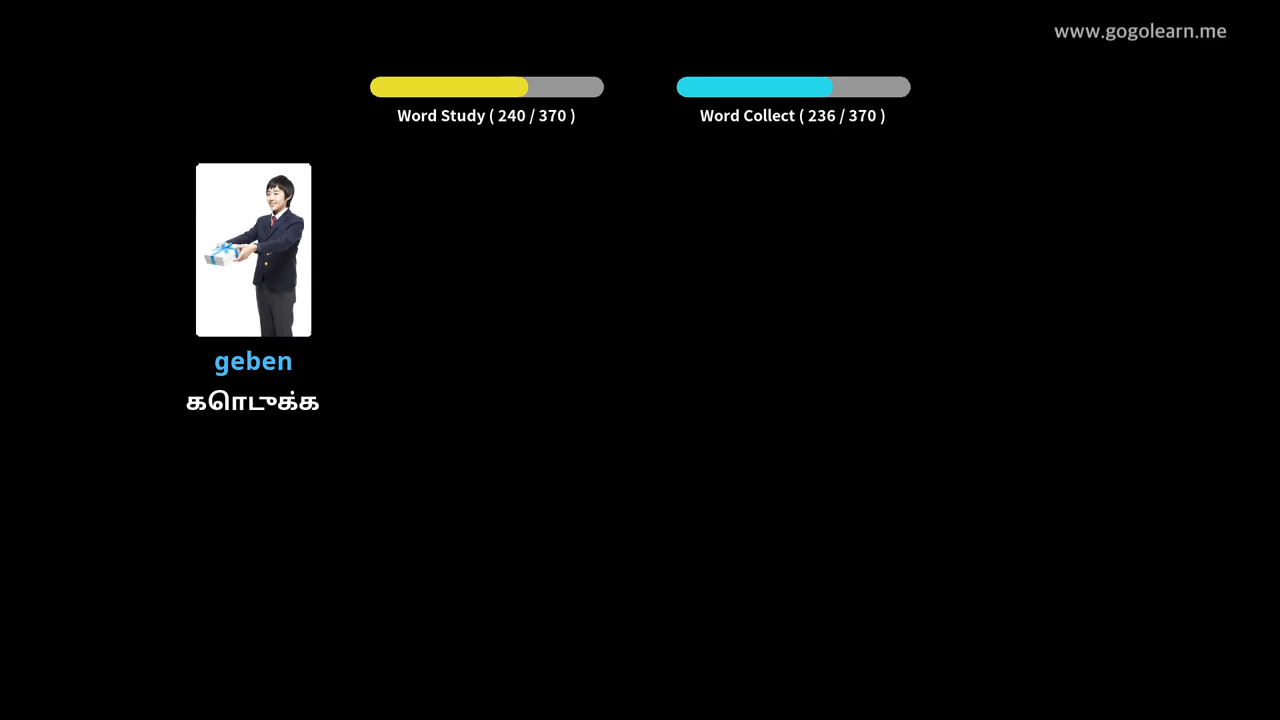 www.gogolearn.me
Word Study ( 240 / 370 )
Word Collect ( 236 / 370 )
geben
கொடுக்க